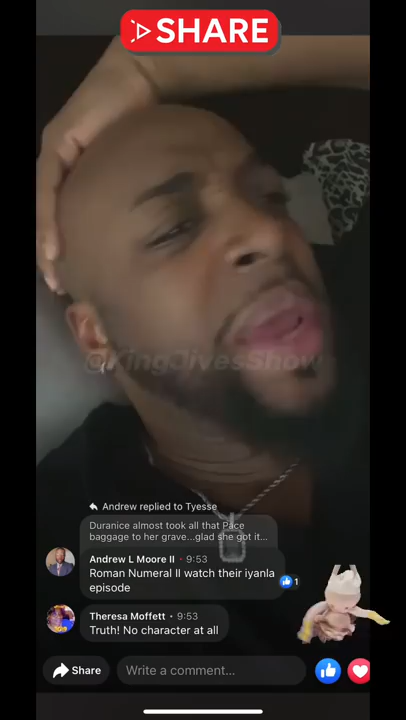 SHARE
@KingJivesShow
Andrew replied to Tyesse
Duranice almost took all that Pace
baggage to her grave...glad she got it...
Andrew L Moore II • 9:53
Roman Numeral II watch their iyanla
episode
1
Theresa Moffett • 9:53
Truth! No character at all
Share
Write a comment...